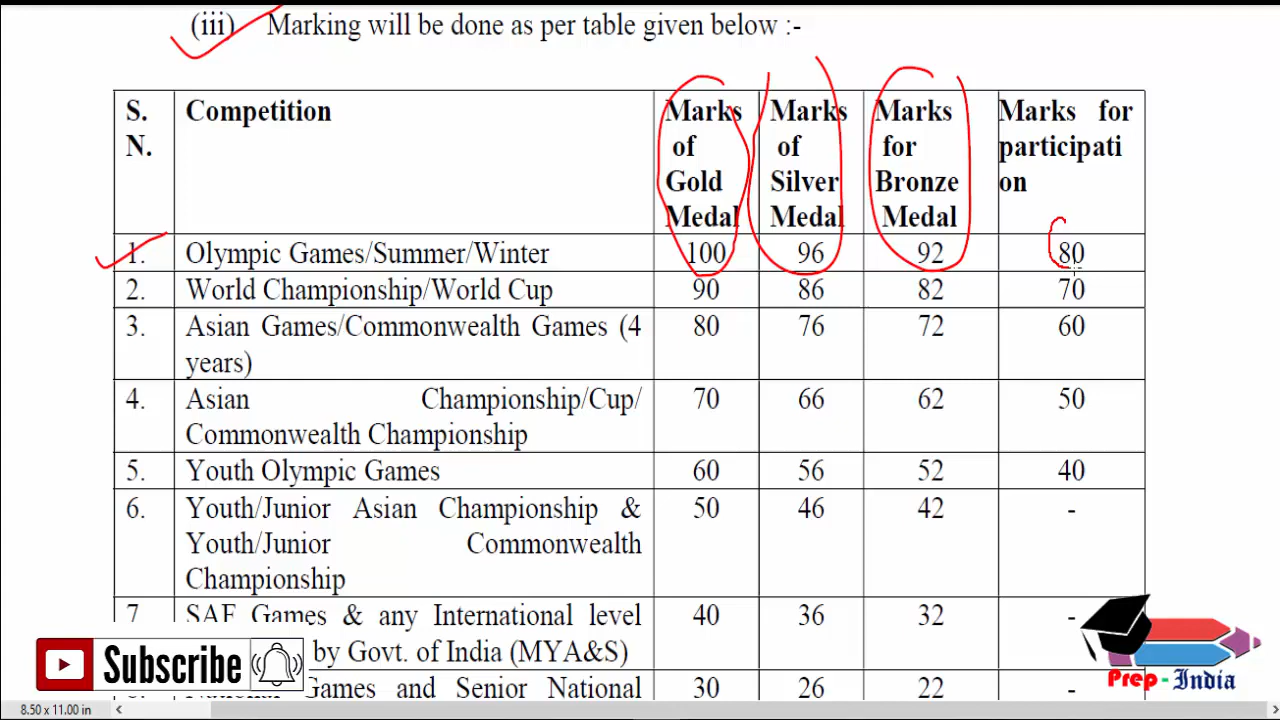 (iii) Marking will be done as per table given below :-
S. N. Competition Marks of Gold Medal Marks of Silver Medal Marks for Bronze Medal Marks for participati on
1. Olympic Games/Summer/Winter 100 96 92 80
2. World Championship/World Cup 90 86 82 70
3. Asian Games/Commonwealth Games (4 80 76 72 60
years)
4. Asian Championship/Cup/ 70 66 62 50
Commonwealth Championship
5. Youth Olympic Games 60 56 52 40
6. Youth/Junior Asian Championship & 50 46 42 -
Youth/Junior Commonwealth
Championship
7 SAF Games & any International level 40 36 32 -
by Govt. of India (MYA&S)
Games and Senior National 30 26 22 -
Subscribe
Prep - India
8.50 x 11.00 in